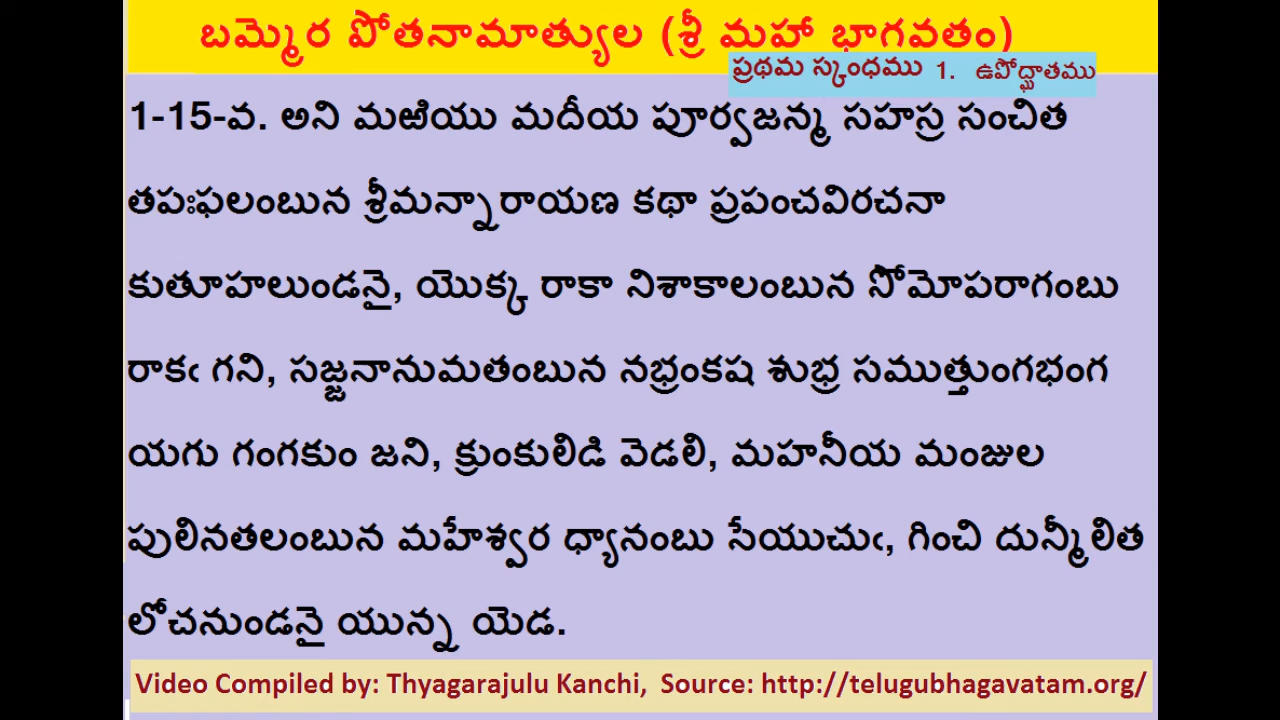 బమ్మెర పోతనామాత్యుల (శ్రీ మహా భాగవతం)
ప్రథమ స్కంధము 1. ఉపోద్ఘాతము
1-15-వ. అని మఱియు మదీయ పూర్వజన్మ సహస్ర సంచిత
తపఃఫలంబున శ్రీమన్నారాయణ కథా ప్రపంచవిరచనా
కుతూహలుండనై, యొక్క రాకా నిశాకాలంబున సోమోపరాగంబు
రాకఁ గని, సజ్జనానుమతంబున నభ్రంకష శుభ్ర సముత్తుంగభంగ
యగు గంగకుం జని, క్రుంకులిడి వెడలి, మహనీయ మంజుల
పులినతలంబున మహేశ్వర ధ్యానంబు సేయుచుఁ, గించి దున్మీలిత
లోచనుండనై యున్న యెడ.
Video Compiled by: Thyagarajulu Kanchi, Source: http://telugubhagavatam.org/